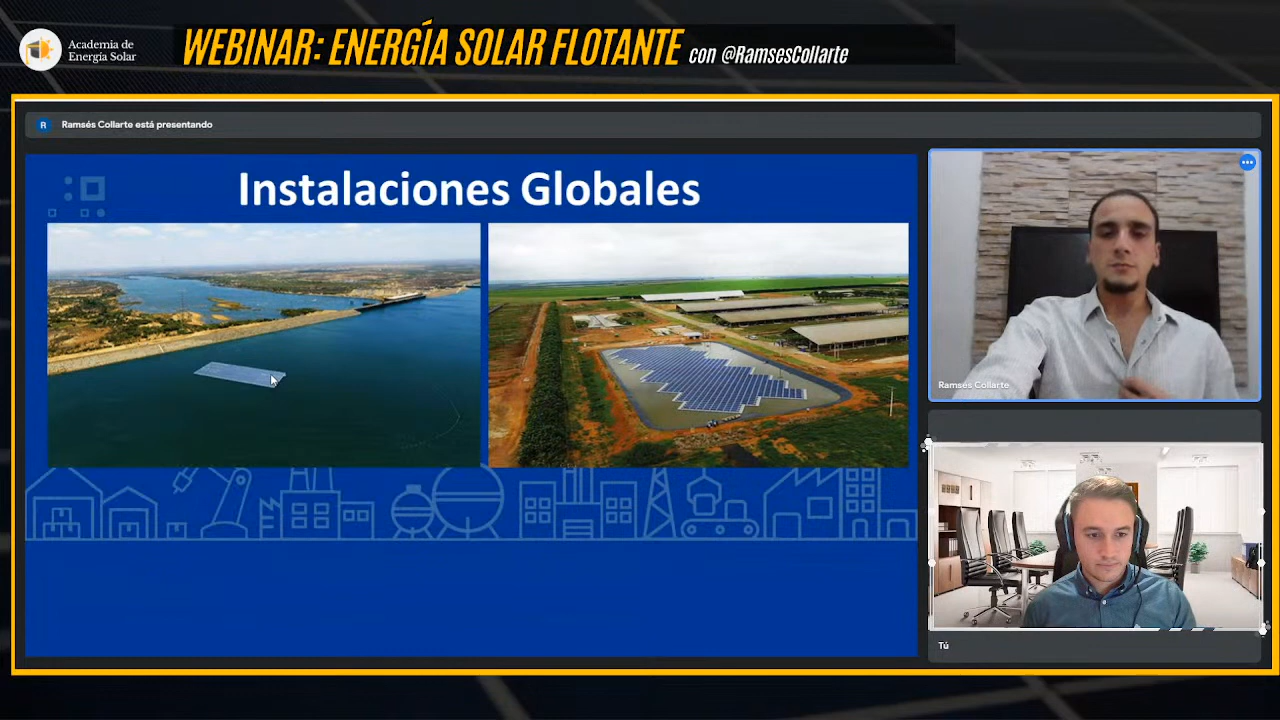 Academia de
Energía Solar
WEBINAR: ENERGÍA SOLAR FLOTANTE con @RamsesCollarte
R Ramsés Collarte está presentando
Instalaciones Globales
Ramsés Collarte
Tú